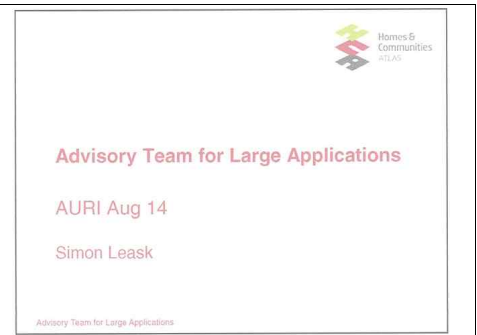 Homes &
Communities
ATLAS
Advisory Team for Large Applications
AURI Aug 14
Simon Leask
Advisory Team for Large Applications